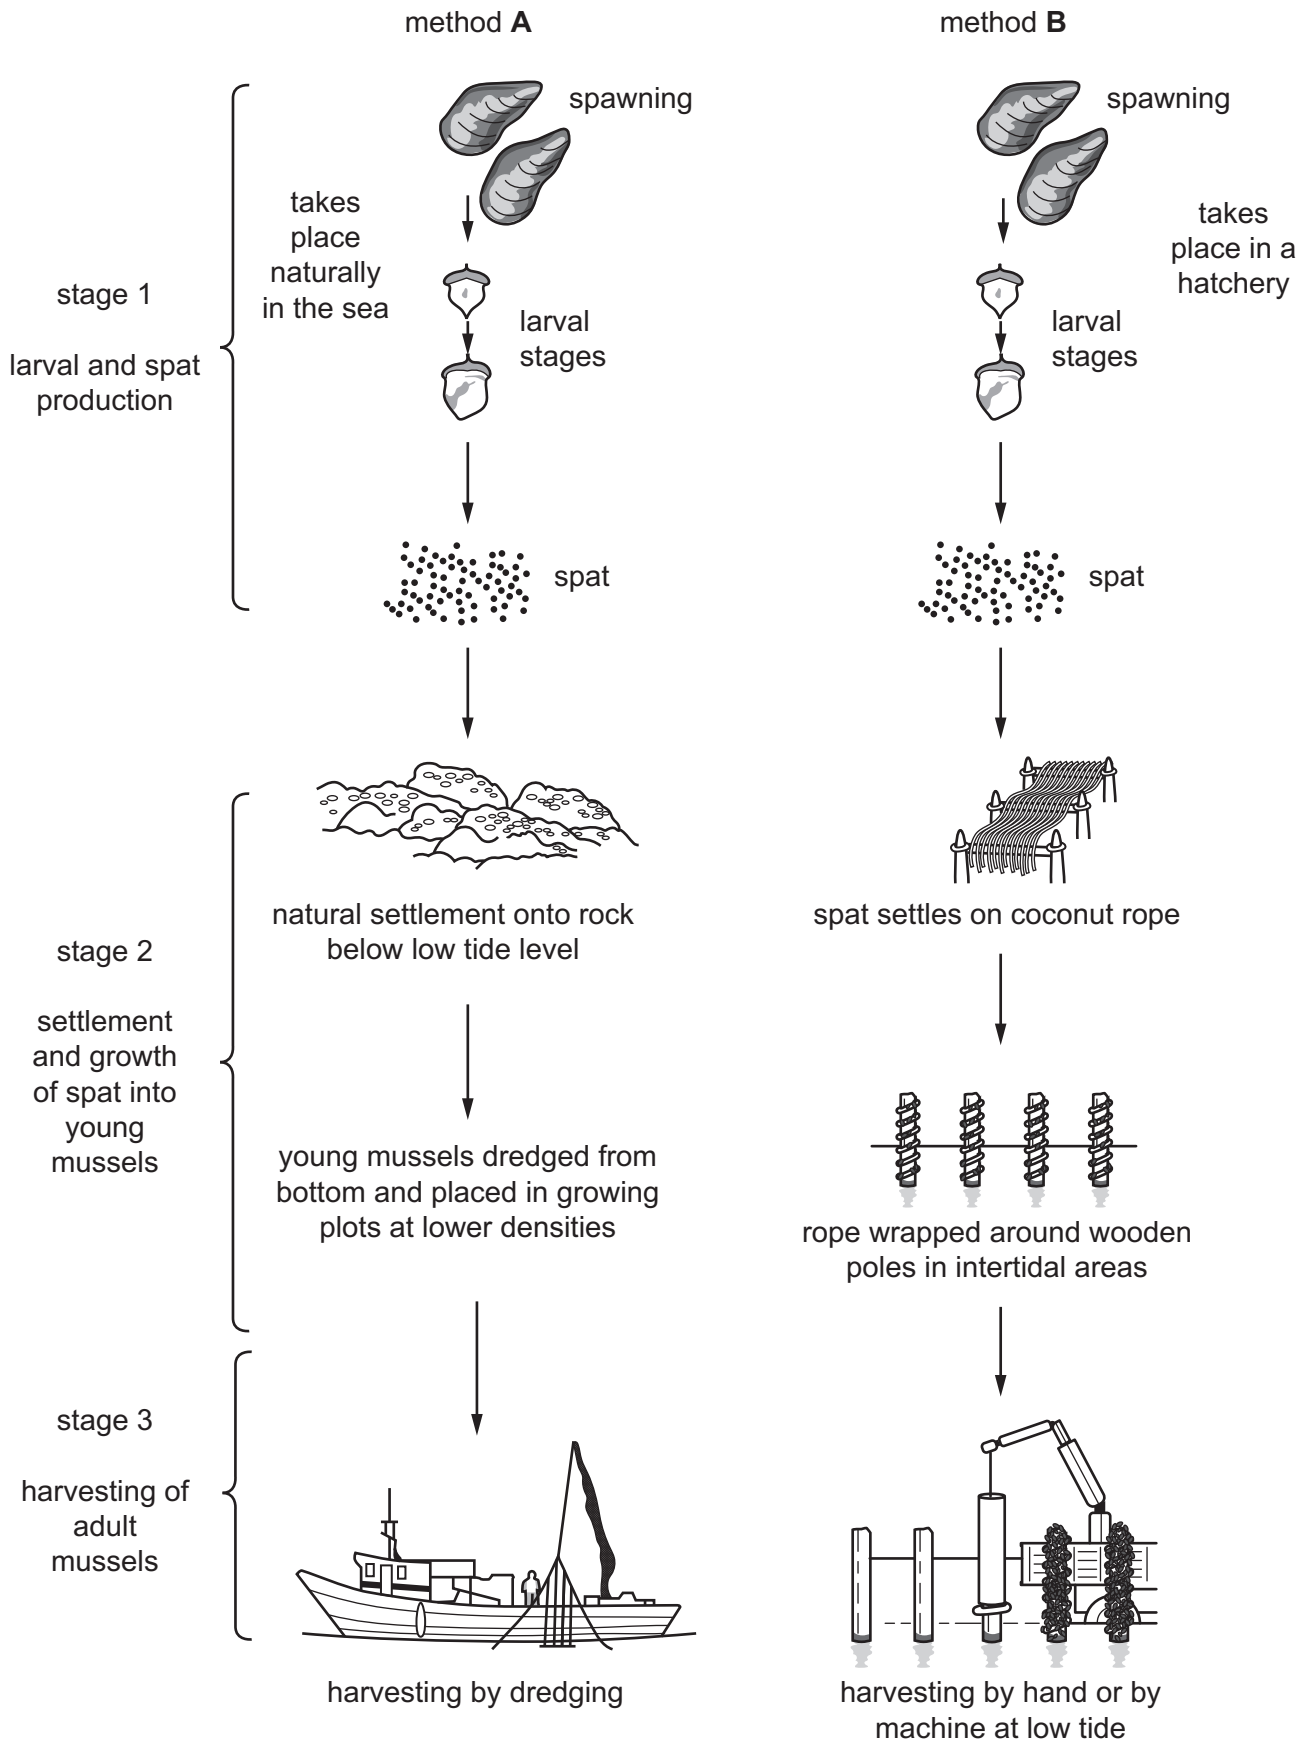 method A
method B
spawning
spawning
takes
place
naturally
in the sea
takes
place in a
hatchery
stage 1
larval and spat
production
larval
stages
larval
stages
spat
spat
natural settlement onto rock
below low tide level
spat settles on coconut rope
stage 2
settlement
and growth
of spat into
young
mussels
young mussels dredged from
bottom and placed in growing
plots at lower densities
rope wrapped around wooden
poles in intertidal areas
stage 3
harvesting of
adult
mussels
harvesting by dredging
harvesting by hand or by
machine at low tide